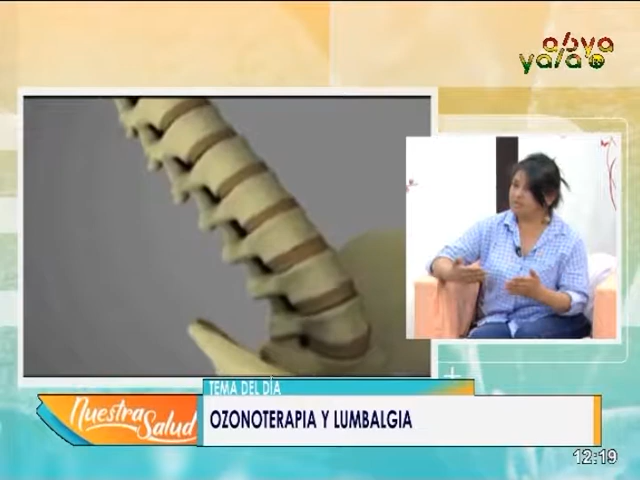 abya
yala
TEMA DEL DÍA
Nuestra Salud
OZONOTERAPIA Y LUMBALGIA
12:19